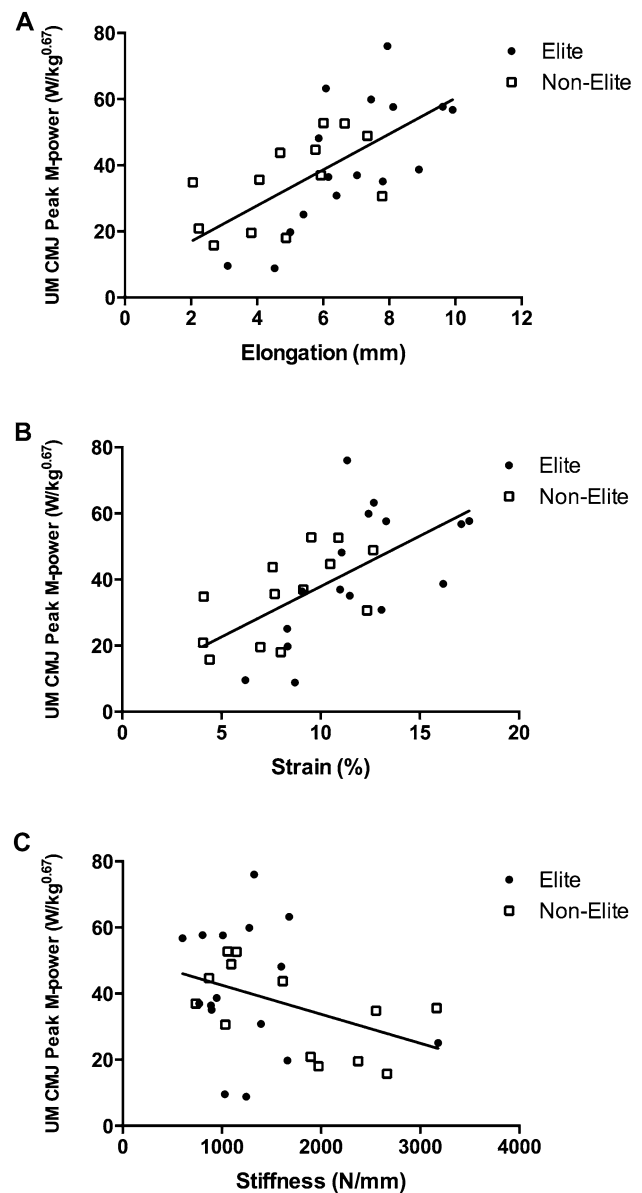 A
UM CMJ Peak M-power (W/kg^0.67)
80
60
40
20
0
0 2 4 6 8 10 12
Elongation (mm)
Elite
Non-Elite
B
UM CMJ Peak M-power (W/kg^0.67)
80
60
40
20
0
0 5 10 15 20
Strain (%)
Elite
Non-Elite
C
UM CMJ Peak M-power (W/kg^0.67)
80
60
40
20
0
0 1000 2000 3000 4000
Stiffness (N/mm)
Elite
Non-Elite